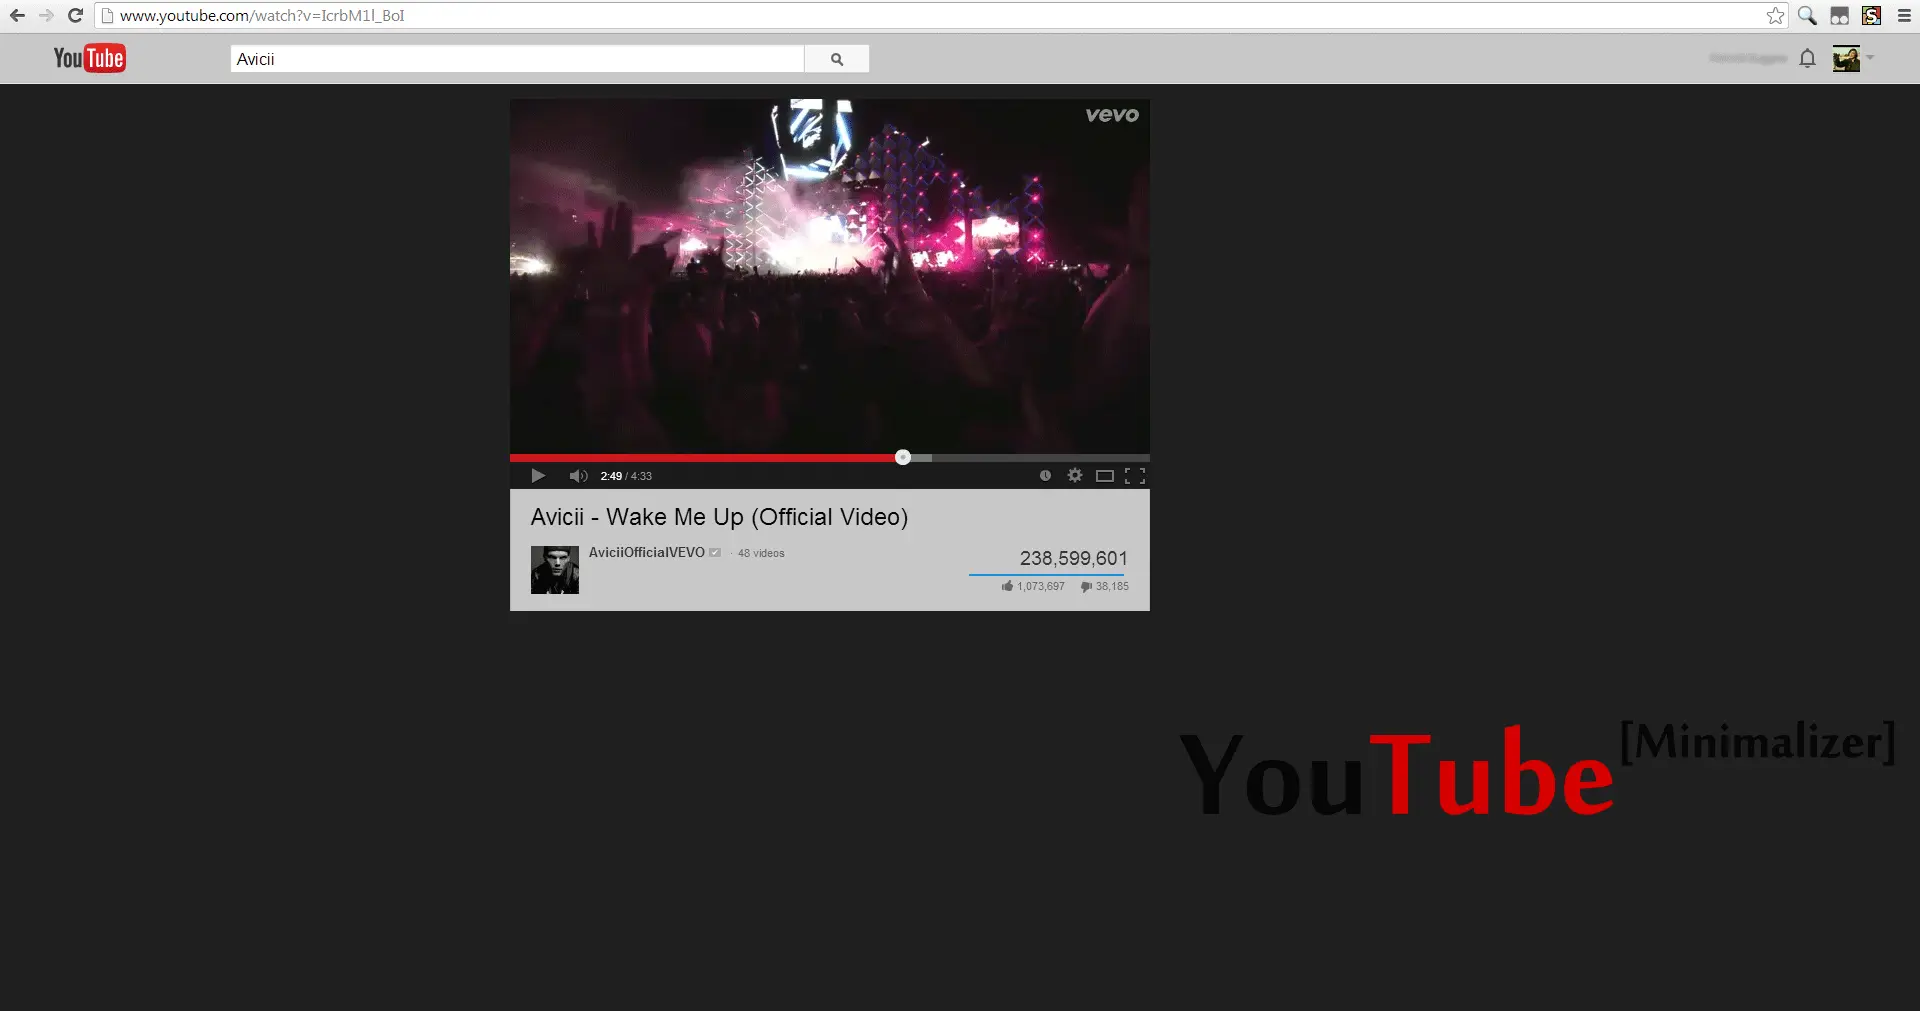 www.youtube.com/watch?v=IcrbM1l_BoI
YouTube
Avicii
vevo
2:49 / 4:33
Avicii - Wake Me Up (Official Video)
AviciiOfficialVEVO · 48 videos
238,599,601
1,073,697 38,185
YouTube [Minimalizer]